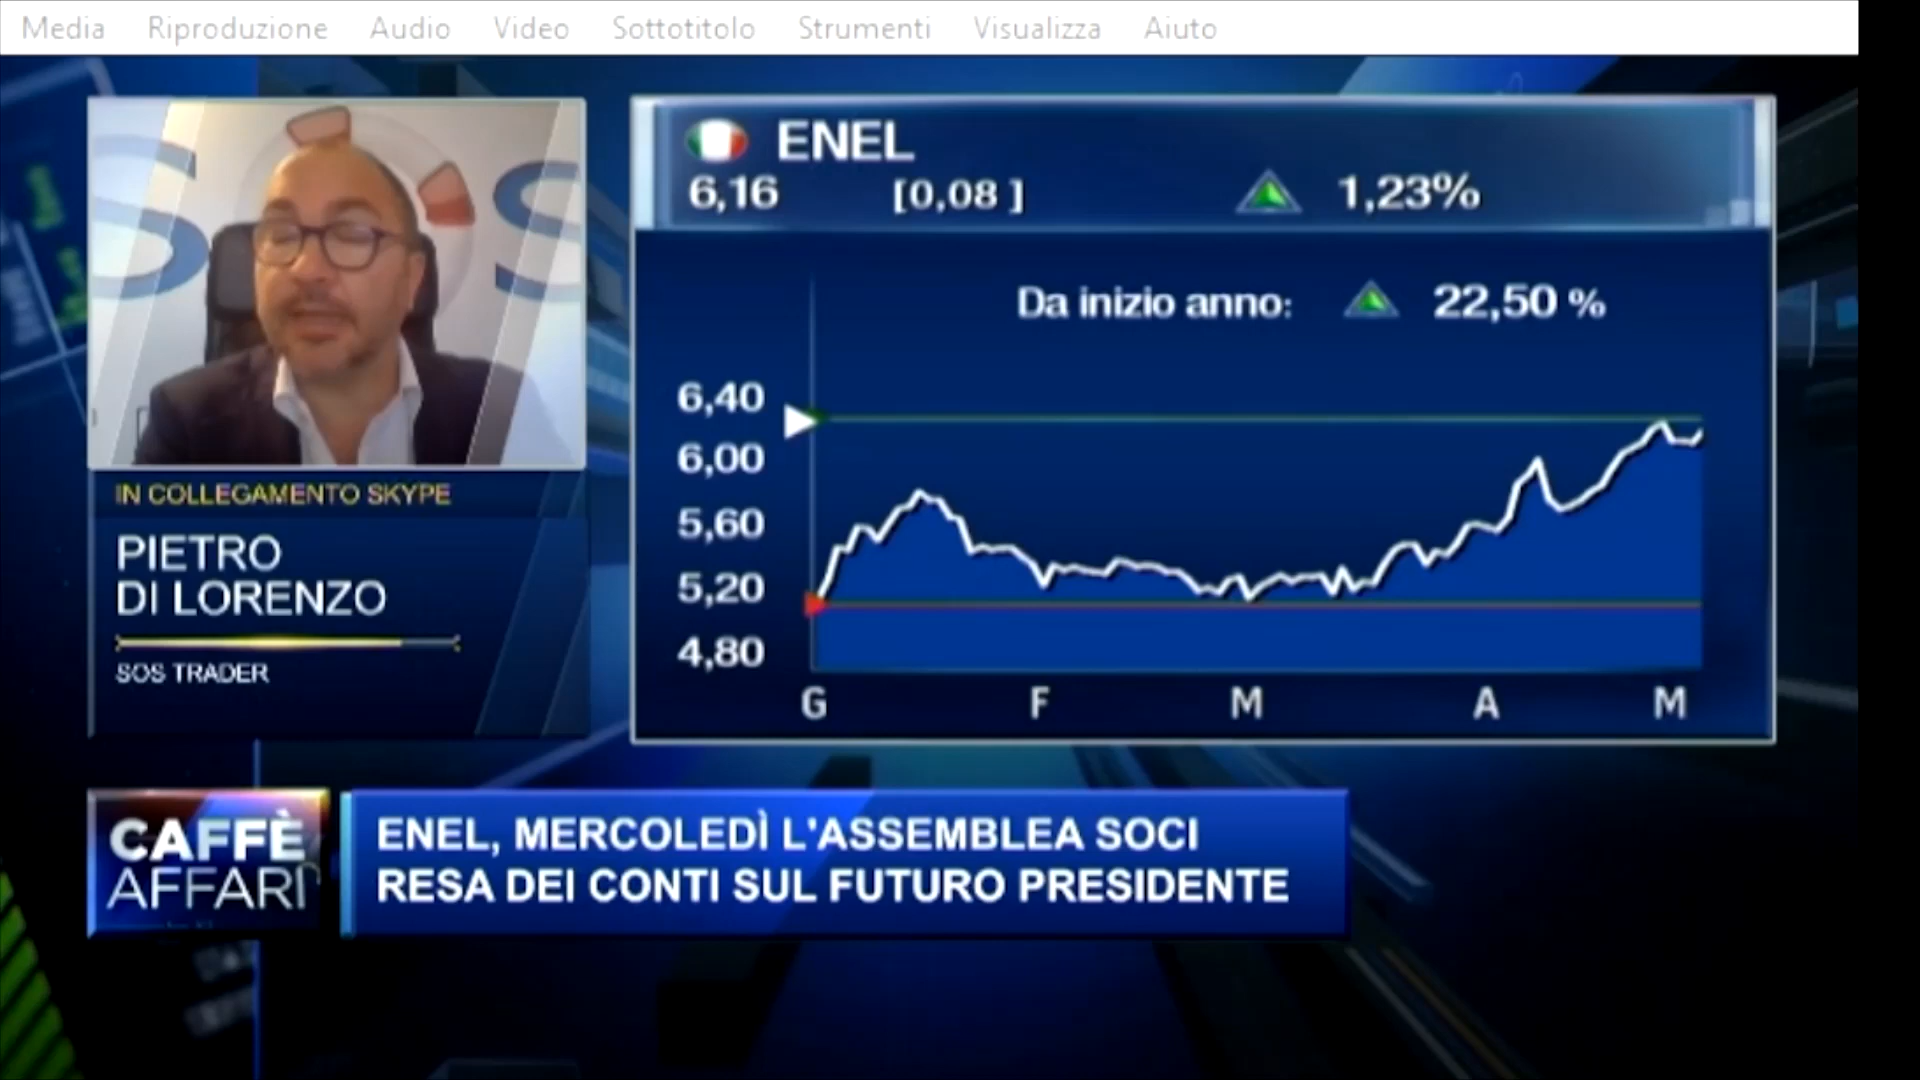 Media Riproduzione Audio Video Sottotitolo Strumenti Visualizza Aiuto
SOS
IN COLLEGAMENTO SKYPE
PIETRO
DI LORENZO
SOS TRADER
ENEL
6,16 [0,08 ] 1,23%
Da inizio anno: 22,50 %
6,40
6,00
5,60
5,20
4,80
G F M A M
CAFFÈ
AFFARI
ENEL, MERCOLEDÌ L'ASSEMBLEA SOCI
RESA DEI CONTI SUL FUTURO PRESIDENTE